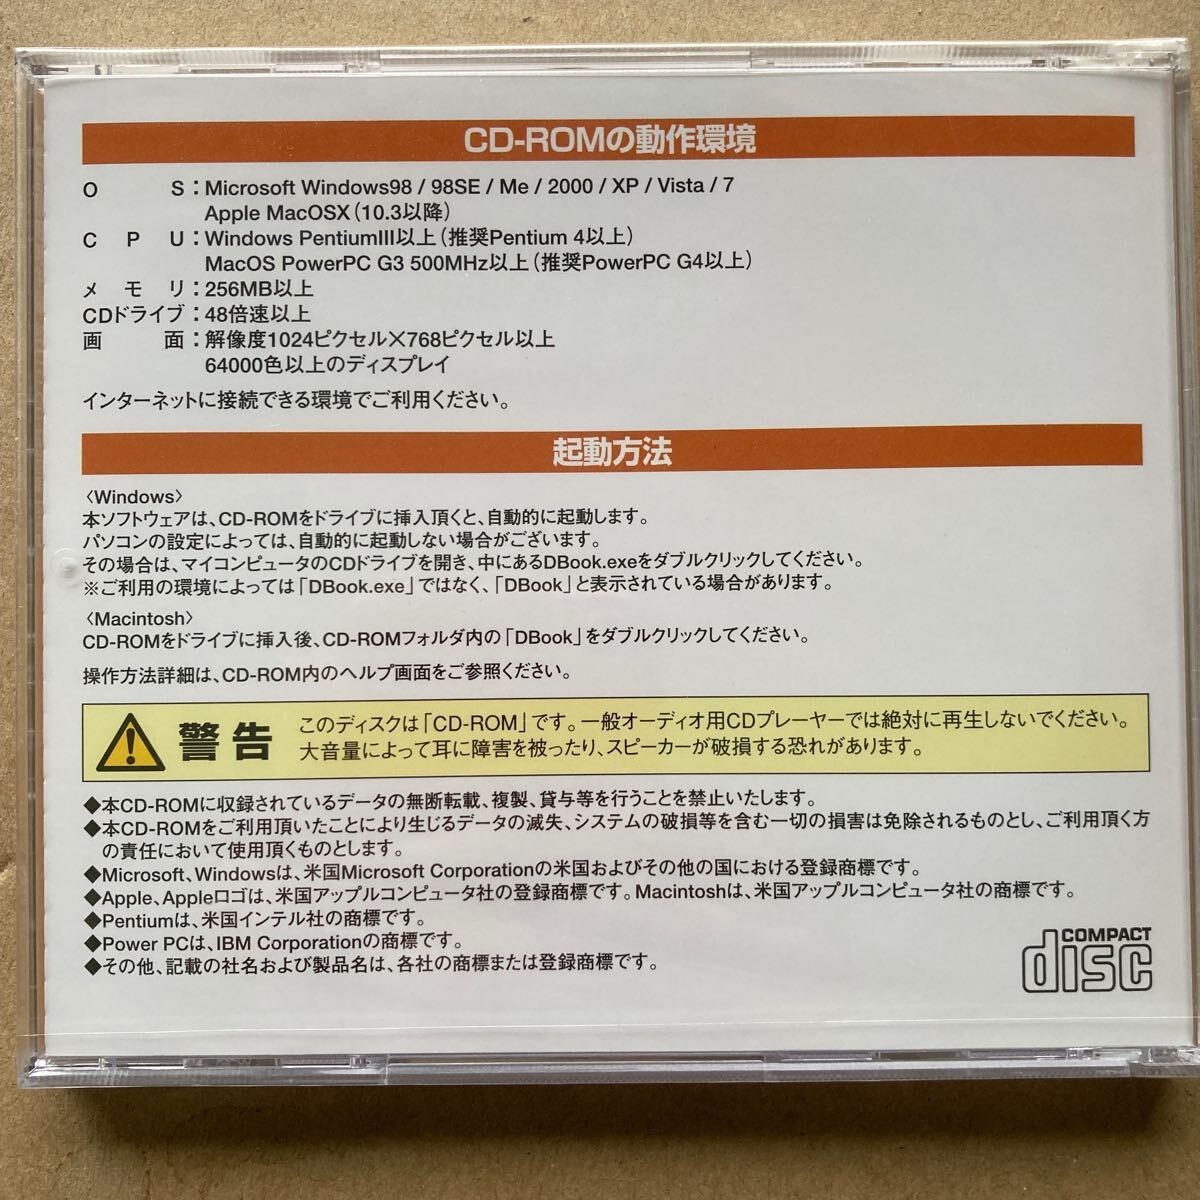 CD-ROMの動作環境
O S：Microsoft Windows98 / 98SE / Me / 2000 / XP / Vista / 7
Apple MacOSX（10.3以降）
C P U：Windows PentiumIII以上（推奨Pentium 4以上）
MacOS PowerPC G3 500MHz以上（推奨PowerPC G4以上）
メ モ リ：256MB以上
CDドライブ：48倍速以上
画 面：解像度1024ピクセル×768ピクセル以上
64000色以上のディスプレイ
インターネットに接続できる環境でご利用ください。
起動方法
〈Windows〉
本ソフトウェアは、CD-ROMをドライブに挿入頂くと、自動的に起動します。
パソコンの設定によっては、自動的に起動しない場合がございます。
その場合は、マイコンピュータのCDドライブを開き、中にあるDBook.exeをダブルクリックしてください。
※ご利用の環境によっては「DBook.exe」ではなく、「DBook」と表示されている場合があります。
〈Macintosh〉
CD-ROMをドライブに挿入後、CD-ROMフォルダ内の「DBook」をダブルクリックしてください。
操作方法詳細は、CD-ROM内のヘルプ画面をご参照ください。
警告
このディスクは「CD-ROM」です。一般オーディオ用CDプレーヤーでは絶対に再生しないでください。
大音量によって耳に障害を被ったり、スピーカーが破損する恐れがあります。
◆本CD-ROMに収録されているデータの無断転載、複製、貸与等を行うことを禁止いたします。
◆本CD-ROMをご利用頂いたことにより生じるデータの滅失、システムの破損等を含む一切の損害は免除されるものとし、ご利用頂く方
の責任において使用頂くものとします。
◆Microsoft、Windowsは、米国Microsoft Corporationの米国およびその他の国における登録商標です。
◆Apple、Appleロゴは、米国アップルコンピュータ社の登録商標です。Macintoshは、米国アップルコンピュータ社の商標です。
◆Pentiumは、米国インテル社の商標です。
◆Power PCは、IBM Corporationの商標です。
◆その他、記載の社名および製品名は、各社の商標または登録商標です。
COMPACT
disc